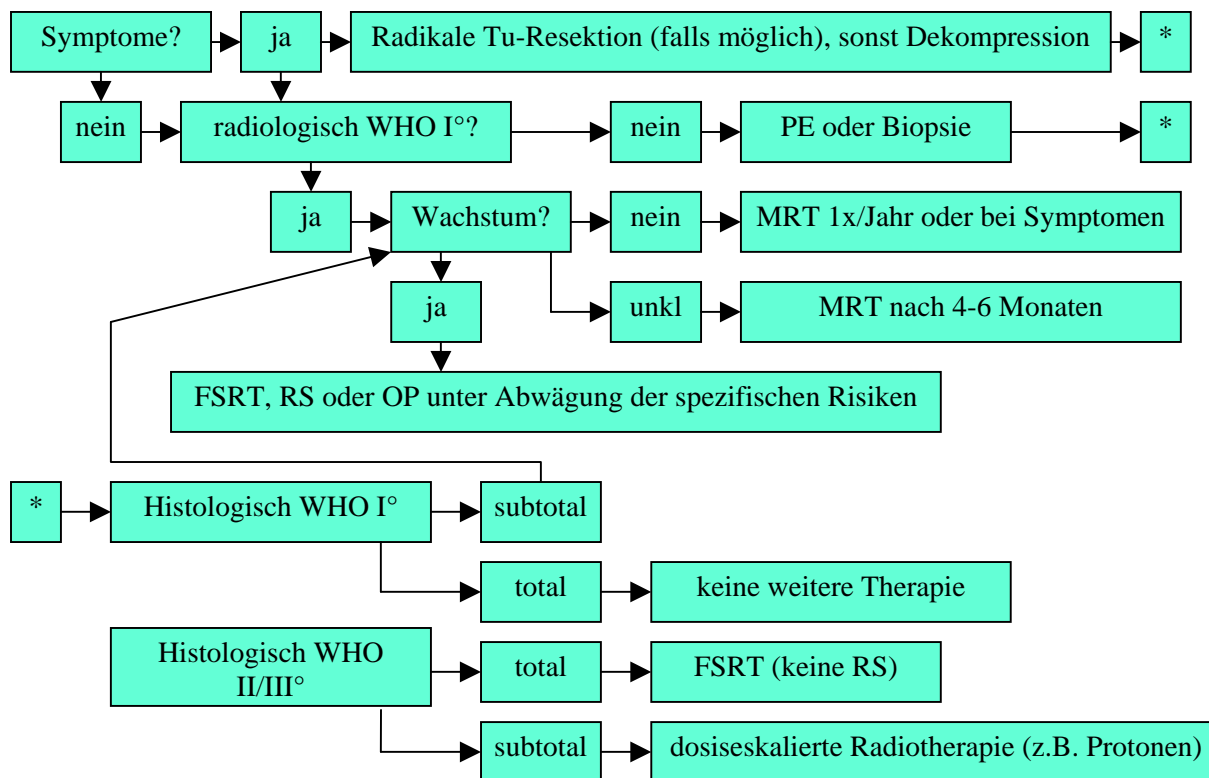 Symptome?
ja
Radikale Tu-Resektion (falls möglich), sonst Dekompression
*
nein
radiologisch WHO I°?
nein
PE oder Biopsie
*
ja
Wachstum?
nein
MRT 1x/Jahr oder bei Symptomen
ja
unkl
MRT nach 4-6 Monaten
FSRT, RS oder OP unter Abwägung der spezifischen Risiken
*
Histologisch WHO I°
subtotal
total
keine weitere Therapie
Histologisch WHO
II/III°
total
FSRT (keine RS)
subtotal
dosiseskalierte Radiotherapie (z.B. Protonen)